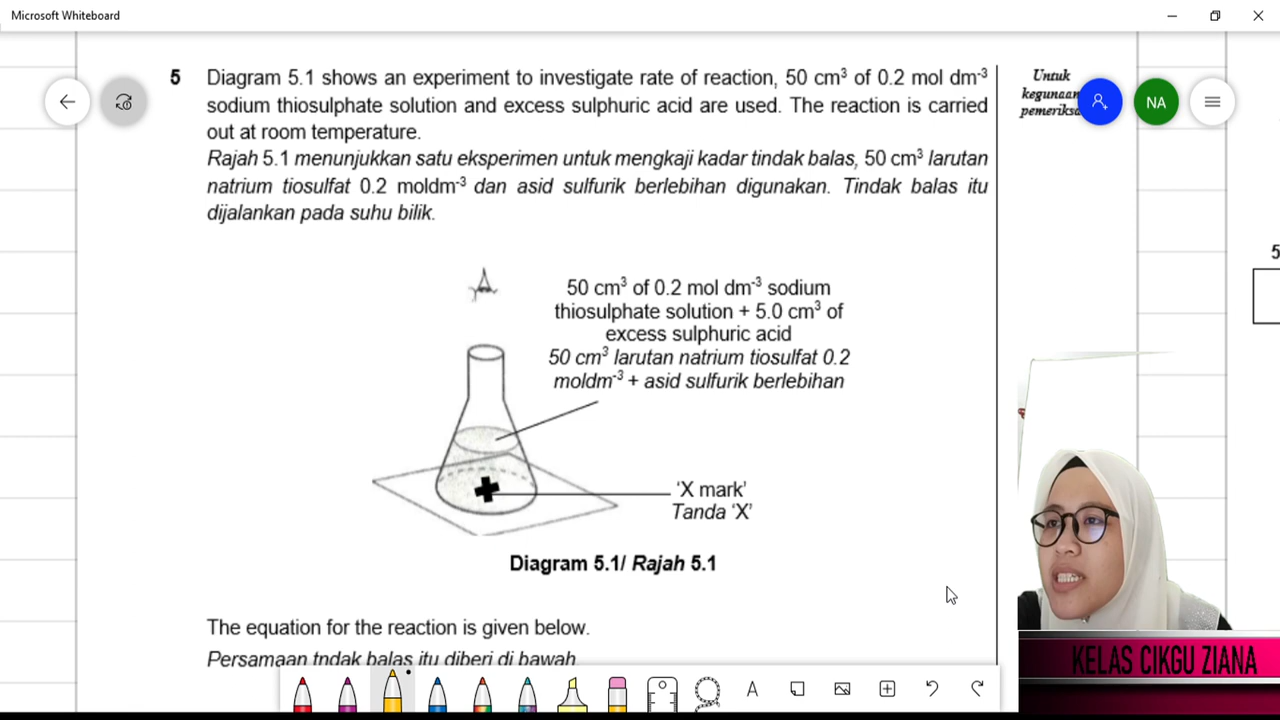 Microsoft Whiteboard
5 Diagram 5.1 shows an experiment to investigate rate of reaction, 50 cm³ of 0.2 mol dm⁻³
sodium thiosulphate solution and excess sulphuric acid are used. The reaction is carried
out at room temperature.
Rajah 5.1 menunjukkan satu eksperimen untuk mengkaji kadar tindak balas, 50 cm³ larutan
natrium tiosulfat 0.2 moldm⁻³ dan asid sulfurik berlebihan digunakan. Tindak balas itu
dijalankan pada suhu bilik.
Untuk
kegunaan
NA
5
50 cm³ of 0.2 mol dm⁻³ sodium
thiosulphate solution + 5.0 cm³ of
excess sulphuric acid
50 cm³ larutan natrium tiosulfat 0.2
moldm⁻³ + asid sulfurik berlebihan
'X mark'
Tanda 'X'
Diagram 5.1/ Rajah 5.1
The equation for the reaction is given below.
Persamaan tndak balas itu diberi di bawah.
KELAS CIKGU ZIANA